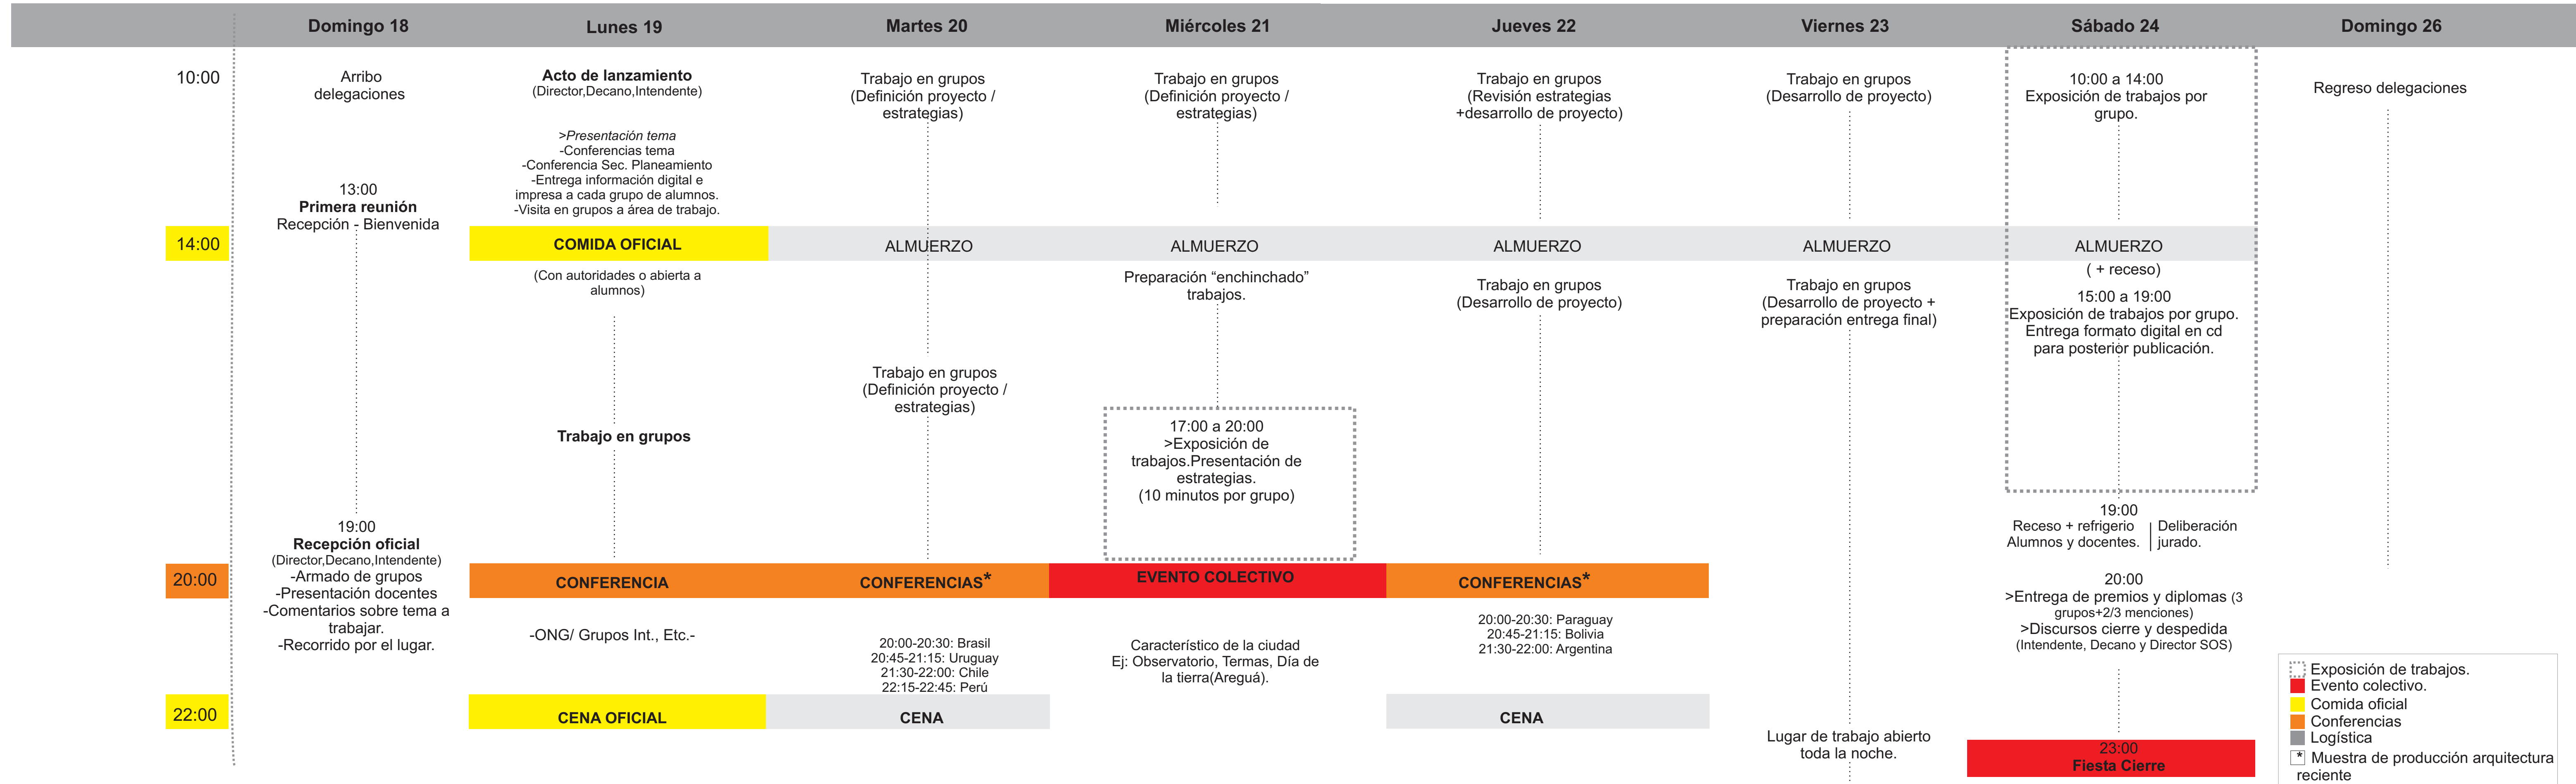 Domingo 18
Lunes 19
Martes 20
Miércoles 21
Jueves 22
Viernes 23
Sábado 24
Domingo 26
10:00
14:00
20:00
22:00
Arribo
delegaciones
13:00
Primera reunión
Recepción - Bienvenida
19:00
Recepción oficial
(Director,Decano,Intendente)
-Armado de grupos
-Presentación docentes
-Comentarios sobre tema a
trabajar.
-Recorrido por el lugar.
Acto de lanzamiento
(Director,Decano,Intendente)
>Presentación tema
-Conferencias tema
-Conferencia Sec. Planeamiento
-Entrega información digital e
impresa a cada grupo de alumnos.
-Visita en grupos a área de trabajo.
COMIDA OFICIAL
(Con autoridades o abierta a
alumnos)
Trabajo en grupos
CONFERENCIA
-ONG/ Grupos Int., Etc.-
CENA OFICIAL
Trabajo en grupos
(Definición proyecto /
estrategias)
ALMUERZO
Trabajo en grupos
(Definición proyecto /
estrategias)
CONFERENCIAS*
20:00-20:30: Brasil
20:45-21:15: Uruguay
21:30-22:00: Chile
22:15-22:45: Perú
CENA
Trabajo en grupos
(Definición proyecto /
estrategias)
ALMUERZO
Preparación “enchinchado”
trabajos.
17:00 a 20:00
>Exposición de
trabajos.Presentación de
estrategias.
(10 minutos por grupo)
EVENTO COLECTIVO
Característico de la ciudad
Ej: Observatorio, Termas, Día de
la tierra(Areguá).
Trabajo en grupos
(Revisión estrategias
+desarrollo de proyecto)
ALMUERZO
Trabajo en grupos
(Desarrollo de proyecto)
CONFERENCIAS*
20:00-20:30: Paraguay
20:45-21:15: Bolivia
21:30-22:00: Argentina
CENA
Trabajo en grupos
(Desarrollo de proyecto)
ALMUERZO
Trabajo en grupos
(Desarrollo de proyecto +
preparación entrega final)
Lugar de trabajo abierto
toda la noche.
10:00 a 14:00
Exposición de trabajos por
grupo.
ALMUERZO
( + receso)
15:00 a 19:00
Exposición de trabajos por grupo.
Entrega formato digital en cd
para posterior publicación.
19:00
Receso + refrigerio
Alumnos y docentes.
Deliberación
jurado.
20:00
>Entrega de premios y diplomas (3
grupos+2/3 menciones)
>Discursos cierre y despedida
(Intendente, Decano y Director SOS)
23:00
Fiesta Cierre
Regreso delegaciones
Exposición de trabajos.
Evento colectivo.
Comida oficial
Conferencias
Logística
* Muestra de producción arquitectura
reciente